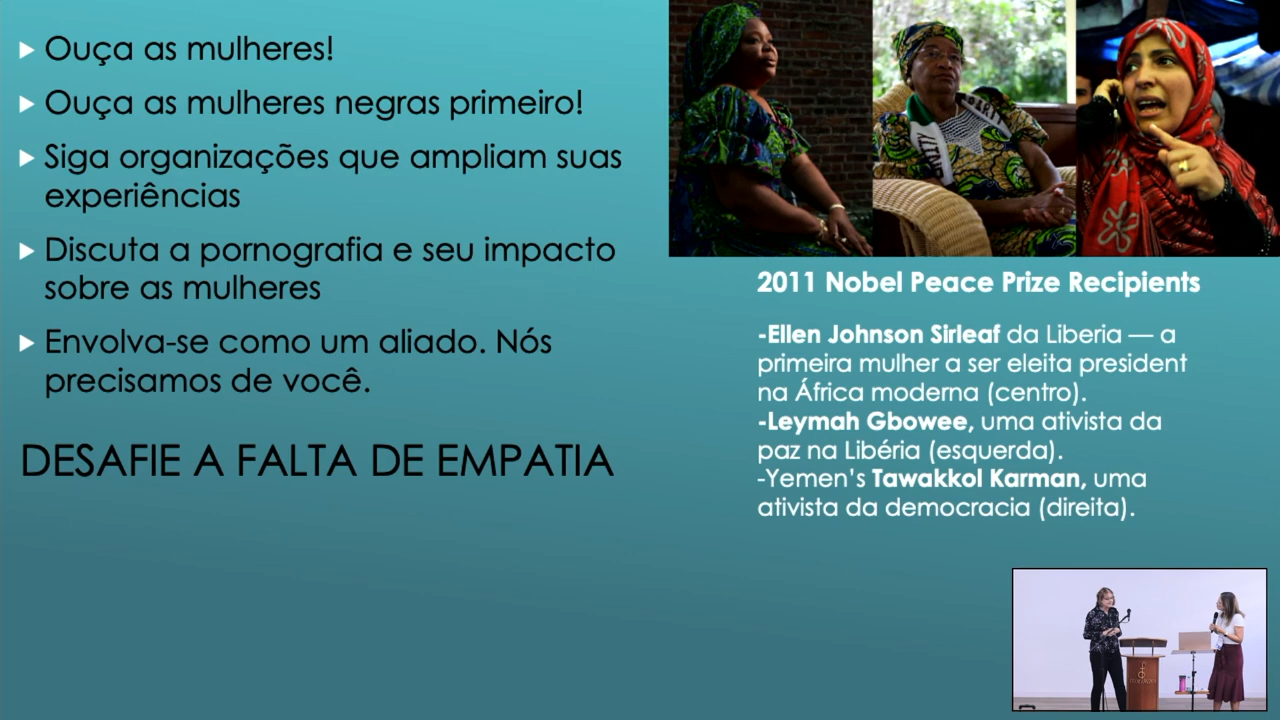 Ouça as mulheres!
Ouça as mulheres negras primeiro!
Siga organizações que ampliam suas
experiências
Discuta a pornografia e seu impacto
sobre as mulheres
Envolva-se como um aliado. Nós
precisamos de você.
DESAFIE A FALTA DE EMPATIA
2011 Nobel Peace Prize Recipients
-Ellen Johnson Sirleaf da Liberia — a
primeira mulher a ser eleita president
na África moderna (centro).
-Leymah Gbowee, uma ativista da
paz na Libéria (esquerda).
-Yemen’s Tawakkol Karman, uma
ativista da democracia (direita).